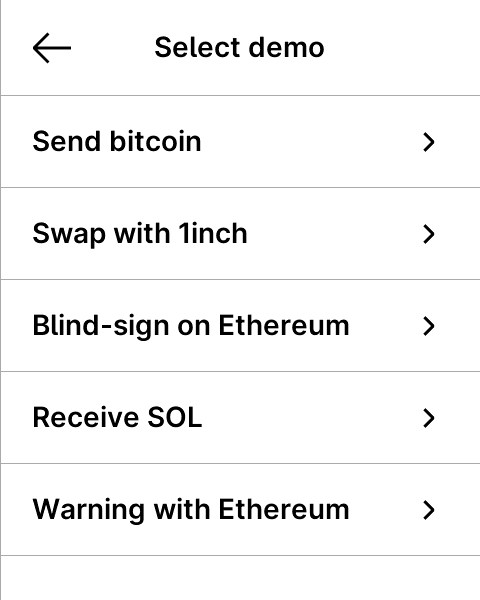 Select demo
Send bitcoin
Swap with 1inch
Blind-sign on Ethereum
Receive SOL
Warning with Ethereum